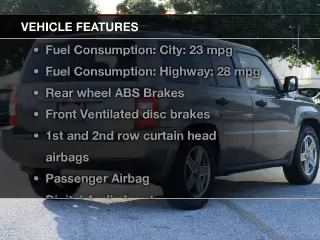 VEHICLE FEATURES
• Fuel Consumption: City: 23 mpg
• Fuel Consumption: Highway: 28 mpg
• Rear wheel ABS Brakes
• Front Ventilated disc brakes
• 1st and 2nd row curtain head
airbags
• Passenger Airbag